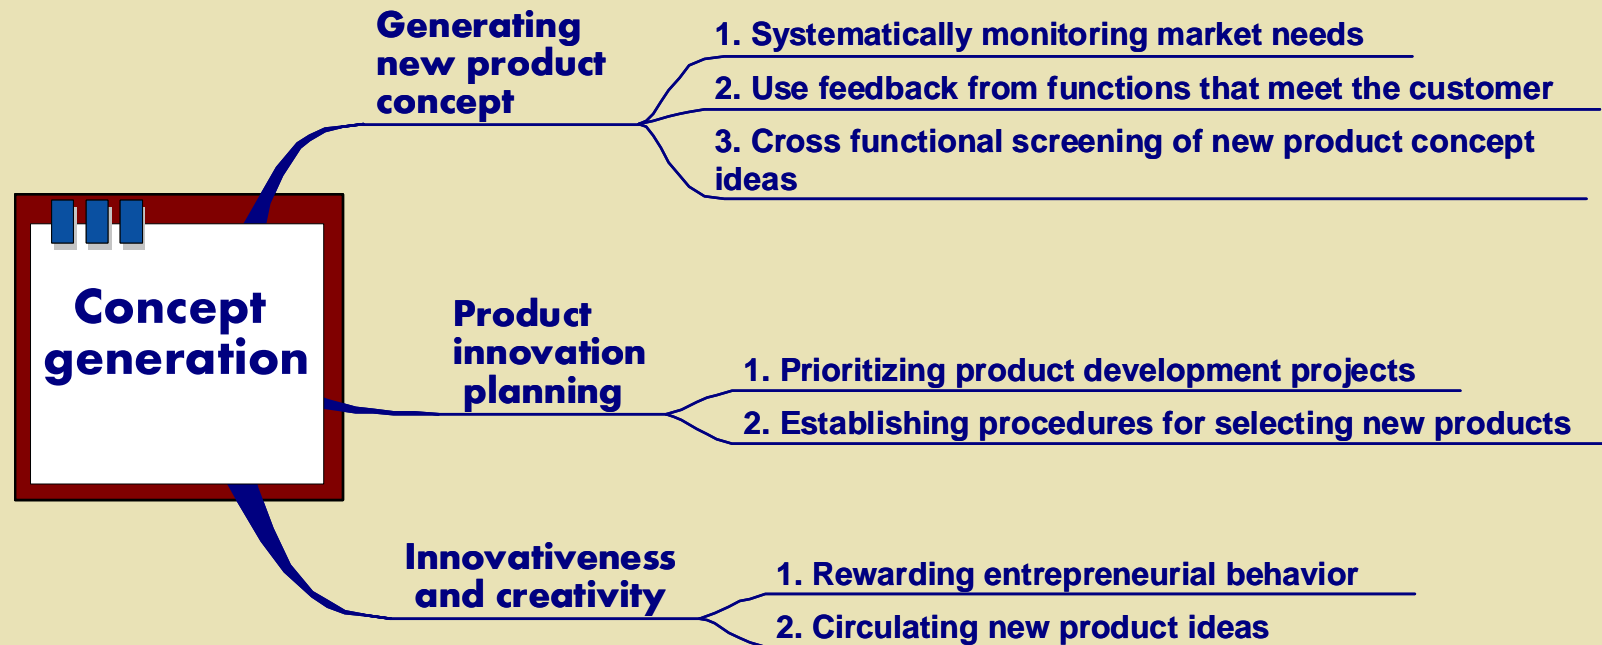 Generating
new product
concept
1. Systematically monitoring market needs
2. Use feedback from functions that meet the customer
3. Cross functional screening of new product concept
ideas
Concept
generation
Product
innovation
planning
1. Prioritizing product development projects
2. Establishing procedures for selecting new products
Innovativeness
and creativity
1. Rewarding entrepreneurial behavior
2. Circulating new product ideas